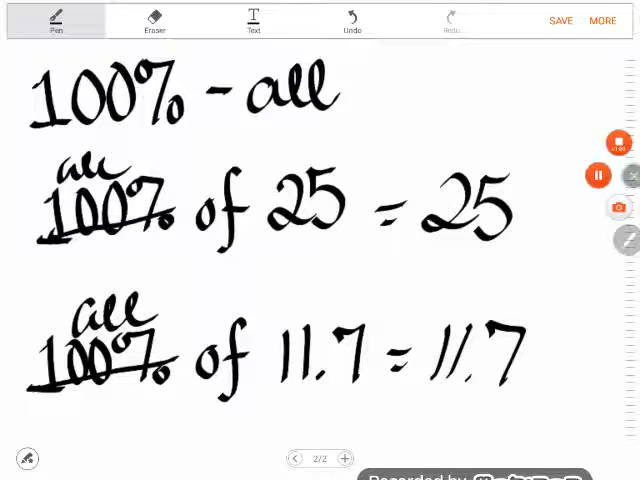 Pen Eraser Text Undo Redo SAVE MORE
100% - all
all
100% of 25 = 25
all
100% of 11.7 = 11.7
2/2
Recorded by